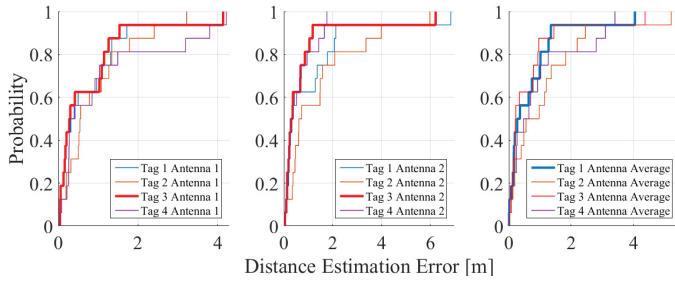 1
0.8
0.6
0.4
0.2
0
Probability
0 2 4
Tag 1 Antenna 1
Tag 2 Antenna 1
Tag 3 Antenna 1
Tag 4 Antenna 1
1
0.8
0.6
0.4
0.2
0
0 2 4 6
Tag 1 Antenna 2
Tag 2 Antenna 2
Tag 3 Antenna 2
Tag 4 Antenna 2
1
0.8
0.6
0.4
0.2
0
0 2 4
Tag 1 Antenna Average
Tag 2 Antenna Average
Tag 3 Antenna Average
Tag 4 Antenna Average
Distance Estimation Error [m]